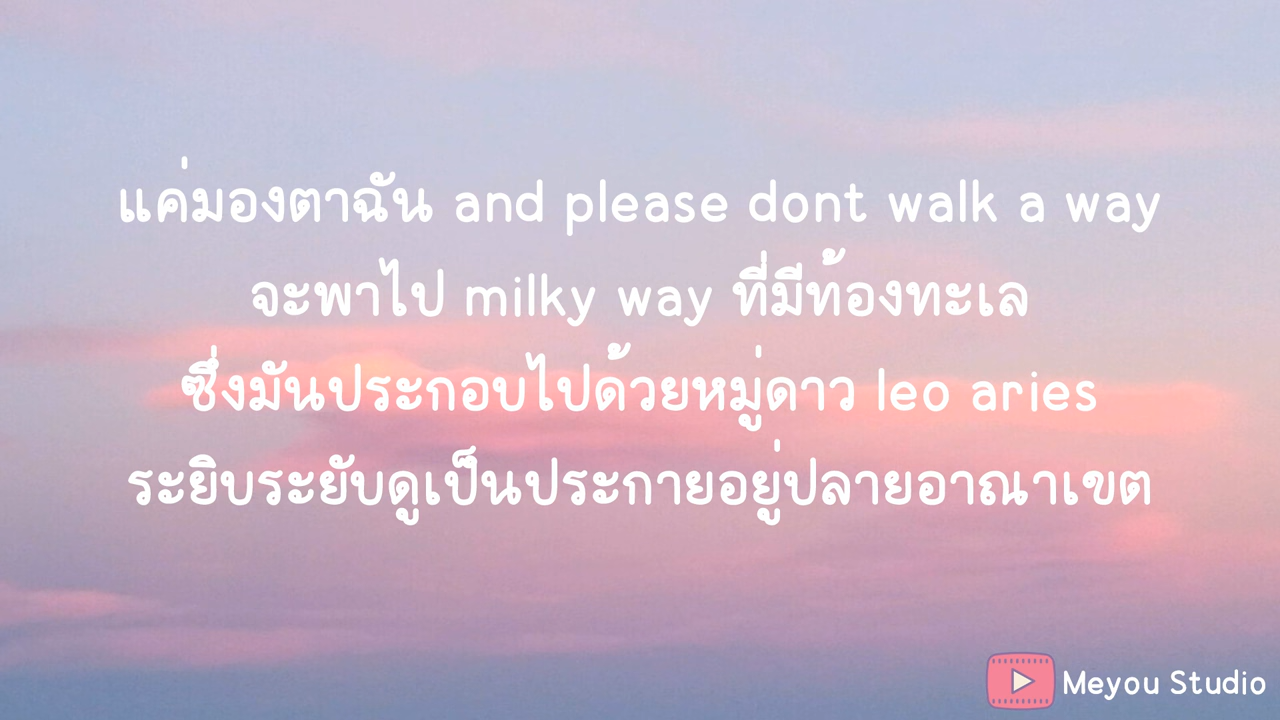 แค่มองตาฉัน and please dont walk a way
จะพาไป milky way ที่มีท้องทะเล
ซึ่งมันประกอบไปด้วยหมู่ดาว leo aries
ระยิบระยับดูเป็นประกายอยู่ปลายอาณาเขต
Meyou Studio